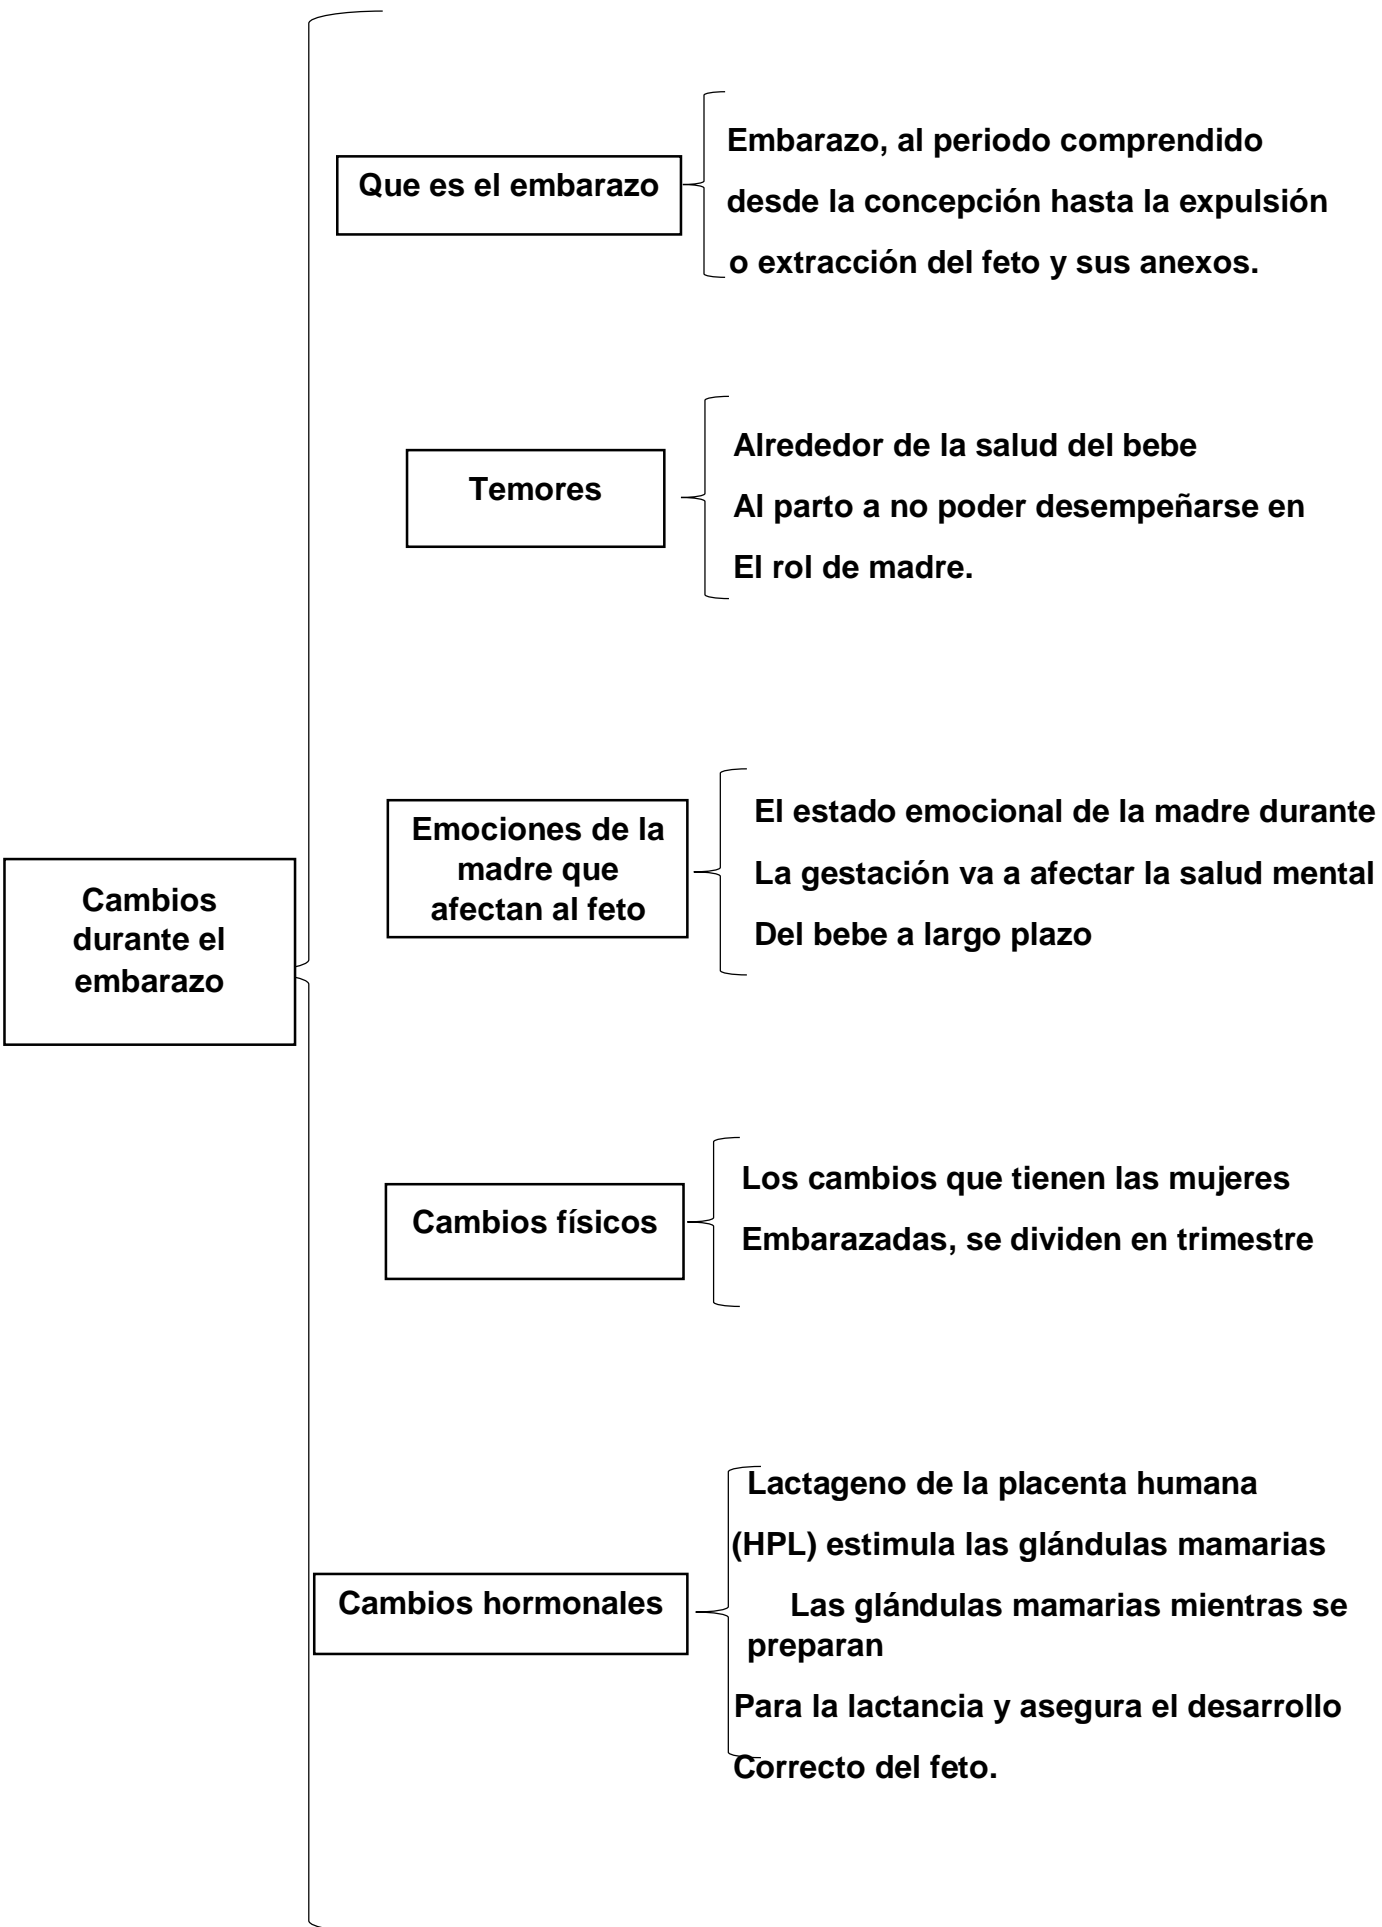 Que es el embarazo
Embarazo, al periodo comprendido
desde la concepción hasta la expulsión
o extracción del feto y sus anexos.
Temores
Alrededor de la salud del bebe
Al parto a no poder desempeñarse en
El rol de madre.
Cambios
durante el
embarazo
Emociones de la
madre que
afectan al feto
El estado emocional de la madre durante
La gestación va a afectar la salud mental
Del bebe a largo plazo
Cambios físicos
Los cambios que tienen las mujeres
Embarazadas, se dividen en trimestre
Cambios hormonales
Lactageno de la placenta humana
(HPL) estimula las glándulas mamarias
Las glándulas mamarias mientras se
preparan
Para la lactancia y asegura el desarrollo
Correcto del feto.